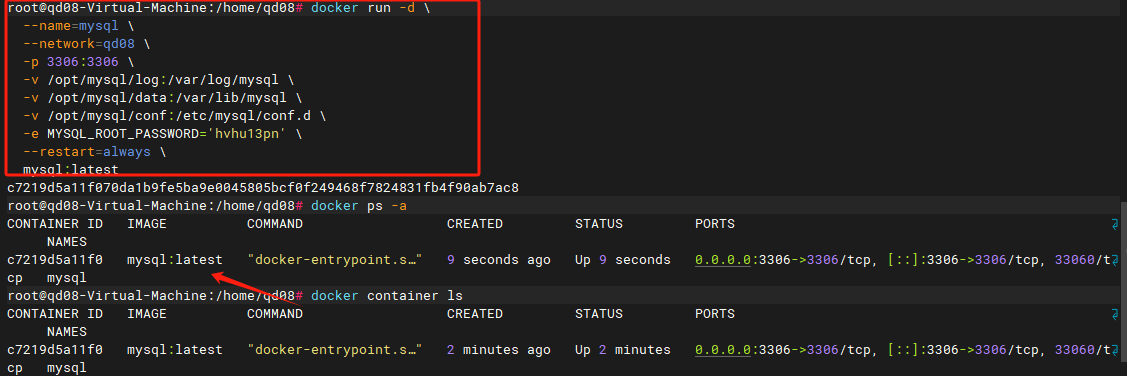 root@qd08-Virtual-Machine:/home/qd08# docker run -d \
--name=mysql \
--network=qd08 \
-p 3306:3306 \
-v /opt/mysql/log:/var/log/mysql \
-v /opt/mysql/data:/var/lib/mysql \
-v /opt/mysql/conf:/etc/mysql/conf.d \
-e MYSQL_ROOT_PASSWORD='hvhu13pn' \
--restart=always \
mysql:latest
c7219d5a11f070da1b9fe5ba9e0045805bcf0f249468f7824831fb4f90ab7ac8
root@qd08-Virtual-Machine:/home/qd08# docker ps -a
CONTAINER ID IMAGE COMMAND CREATED STATUS PORTS
NAMES
c7219d5a11f0 mysql:latest "docker-entrypoint.s…" 9 seconds ago Up 9 seconds 0.0.0.0:3306->3306/tcp, [::]:3306->3306/tcp, 33060/t
cp mysql
root@qd08-Virtual-Machine:/home/qd08# docker container ls
CONTAINER ID IMAGE COMMAND CREATED STATUS PORTS
NAMES
c7219d5a11f0 mysql:latest "docker-entrypoint.s…" 2 minutes ago Up 2 minutes 0.0.0.0:3306->3306/tcp, [::]:3306->3306/tcp, 33060/t
cp mysql